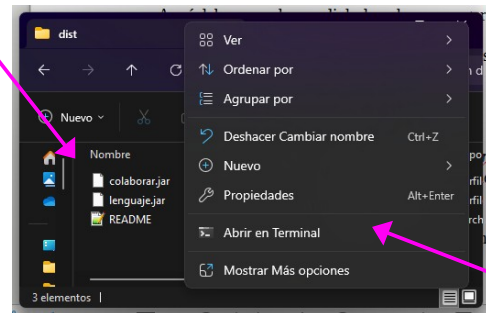 dist
Nuevo
Nombre
colaborar.jar
lenguaje.jar
README
3 elementos
Ver
Ordenar por
Agrupar por
Deshacer Cambiar nombre Ctrl+Z
Nuevo
Propiedades Alt+Enter
Abrir en Terminal
Mostrar Más opciones